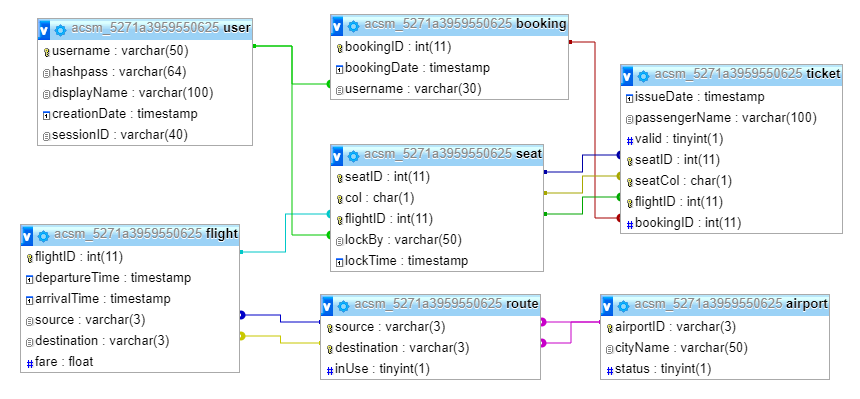 acsm_5271a3959550625 user
username : varchar(50)
hashpass : varchar(64)
displayName : varchar(100)
creationDate : timestamp
sessionID : varchar(40)
acsm_5271a3959550625 booking
bookingID : int(11)
bookingDate : timestamp
username : varchar(30)
acsm_5271a3959550625 ticket
issueDate : timestamp
passengerName : varchar(100)
valid : tinyint(1)
seatID : int(11)
seatCol : char(1)
flightID : int(11)
bookingID : int(11)
acsm_5271a3959550625 seat
seatID : int(11)
col : char(1)
flightID : int(11)
lockBy : varchar(50)
lockTime : timestamp
acsm_5271a3959550625 flight
flightID : int(11)
departureTime : timestamp
arrivalTime : timestamp
source : varchar(3)
destination : varchar(3)
fare : float
acsm_5271a3959550625 route
source : varchar(3)
destination : varchar(3)
inUse : tinyint(1)
acsm_5271a3959550625 airport
airportID : varchar(3)
cityName : varchar(50)
status : tinyint(1)